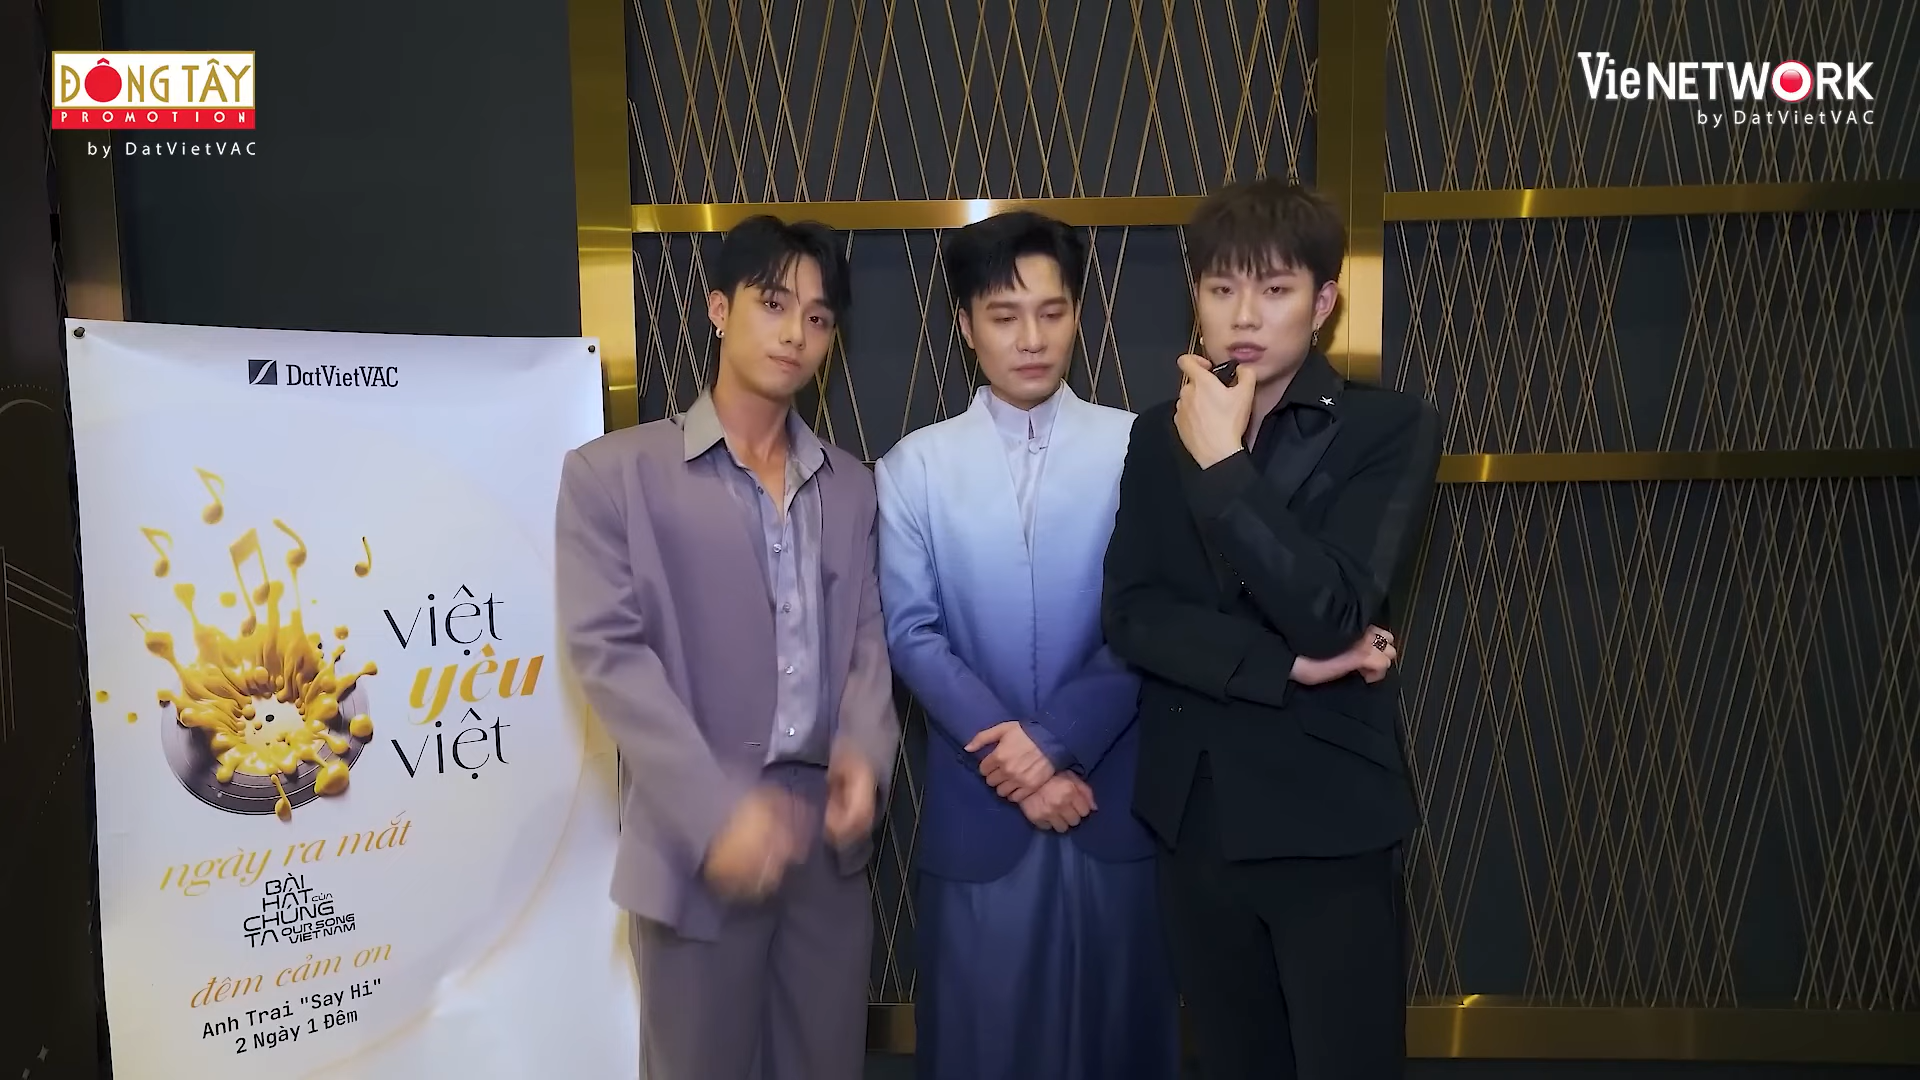 ĐÔNG TÂY
PROMOTION
by DatVietVAC
VieNETWORK
by DatVietVAC
DatVietVAC
việt
yêu
việt
ngày ra mắt
BÀI
HÁT CỦA
CHÚNG
TA OUR SONG
VIETNAM
đêm cảm ơn
Anh Trai "Say Hi"
2 Ngày 1 Đêm